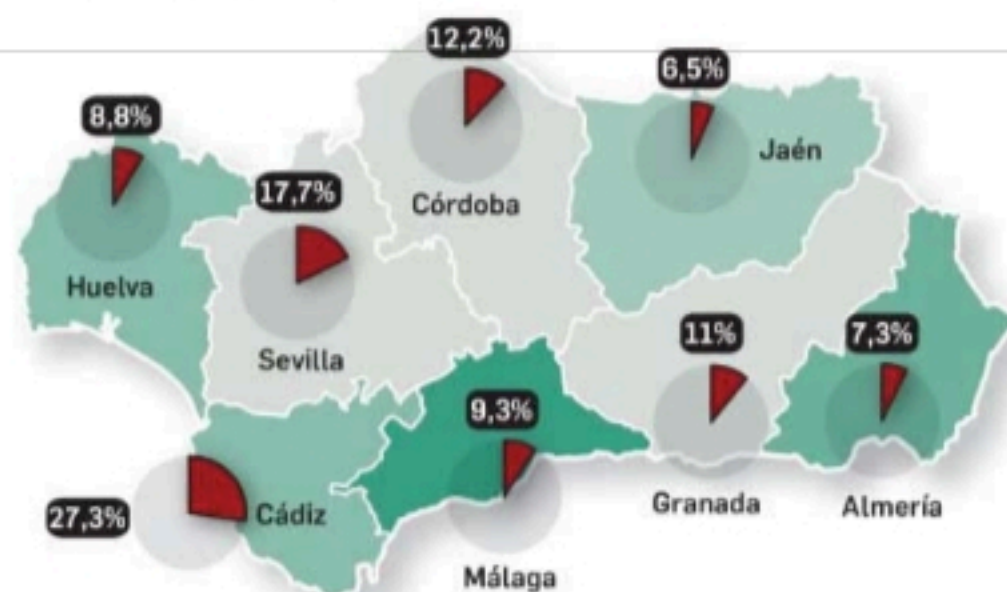 12,2%
6,5%
8,8%
Jaén
17,7%
Córdoba
Huelva
11%
7,3%
Sevilla
9,3%
27,3%
Cádiz
Granada
Almería
Málaga